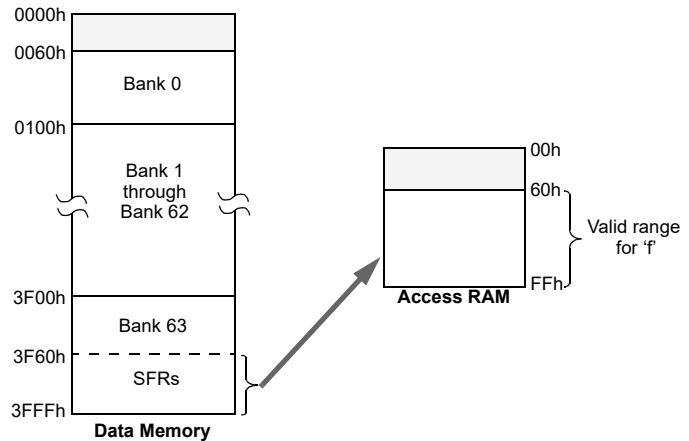 0000h
0060h
Bank 0
0100h
Bank 1
through
Bank 62
3F00h
Bank 63
3F60h
SFRs
3FFFh
Data Memory
00h
60h
Valid range
for ‘f’
FFh
Access RAM